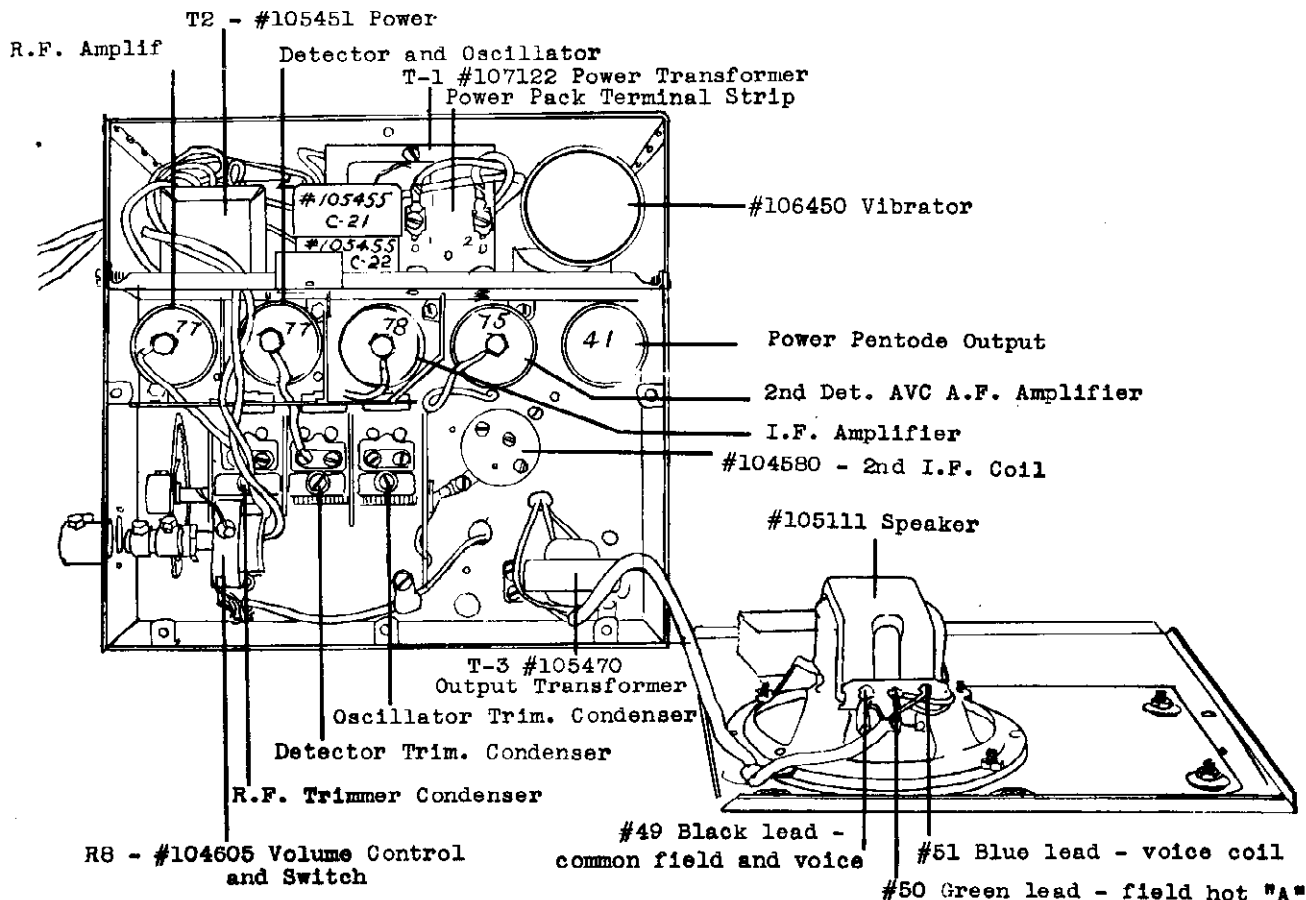 T2 - #105451 Power
R.F. Amplif
Detector and Oscillator
T-1 #107122 Power Transformer
Power Pack Terminal Strip
#105455
C-21
#105455
C-22
1
2
#106450 Vibrator
77
77
78
75
41
Power Pentode Output
2nd Det. AVC A.F. Amplifier
I.F. Amplifier
#104580 - 2nd I.F. Coil
#105111 Speaker
T-3 #105470
Output Transformer
Oscillator Trim. Condenser
Detector Trim. Condenser
R.F. Trimmer Condenser
R8 - #104605 Volume Control
and Switch
#49 Black lead -
common field and voice
#51 Blue lead - voice coil
#50 Green lead - field hot "A"